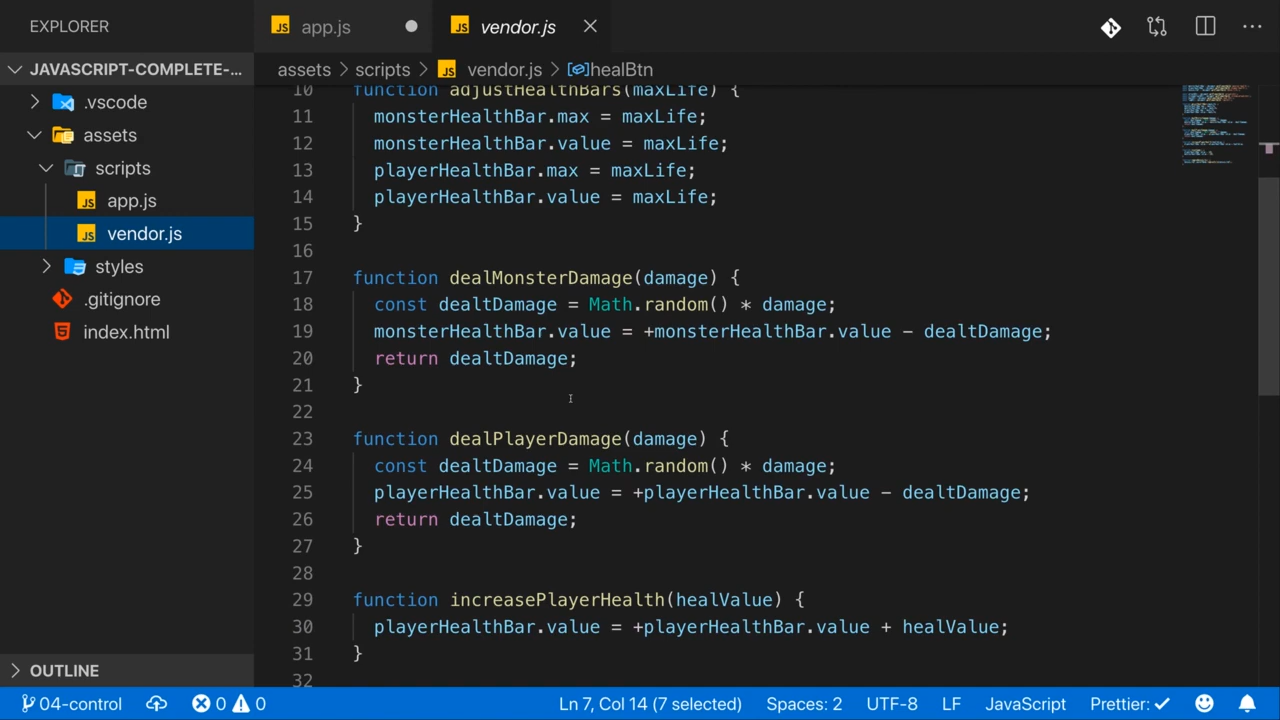 EXPLORER
app.js
vendor.js
JAVASCRIPT-COMPLETE-...
assets > scripts > JS vendor.js > healBtn
.vscode
assets
scripts
app.js
vendor.js
styles
.gitignore
index.html
OUTLINE
10 function adjustHealthBars(maxLife) {
11 monsterHealthBar.max = maxLife;
12 monsterHealthBar.value = maxLife;
13 playerHealthBar.max = maxLife;
14 playerHealthBar.value = maxLife;
15 }
16
17 function dealMonsterDamage(damage) {
18 const dealtDamage = Math.random() * damage;
19 monsterHealthBar.value = +monsterHealthBar.value - dealtDamage;
20 return dealtDamage;
21 }
22
23 function dealPlayerDamage(damage) {
24 const dealtDamage = Math.random() * damage;
25 playerHealthBar.value = +playerHealthBar.value - dealtDamage;
26 return dealtDamage;
27 }
28
29 function increasePlayerHealth(healValue) {
30 playerHealthBar.value = +playerHealthBar.value + healValue;
31 }
32
04-control 0 0 Ln 7, Col 14 (7 selected) Spaces: 2 UTF-8 LF JavaScript Prettier: ✓